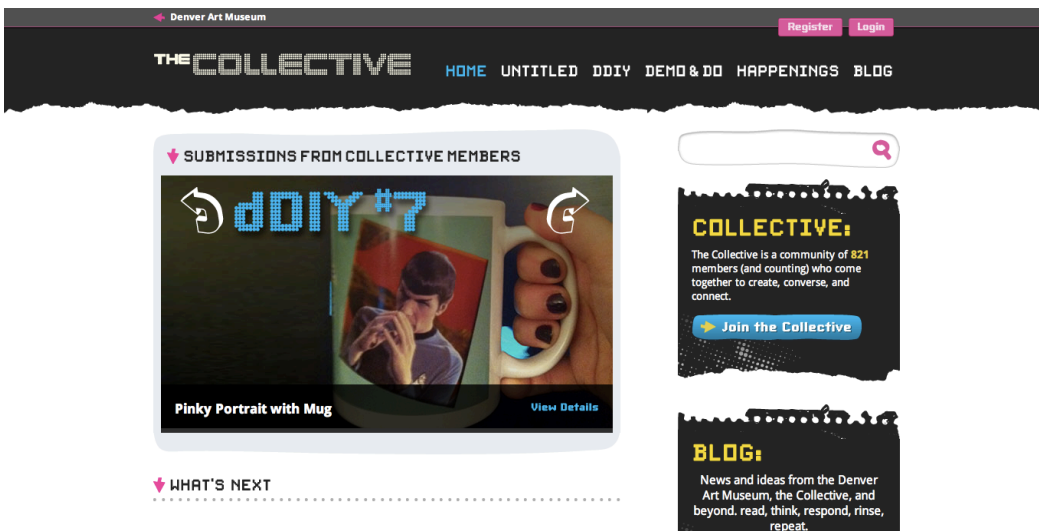 Denver Art Museum
Register Login
THE COLLECTIVE
HOME UNTITLED DDIY DEMO & DO HAPPENINGS BLOG
SUBMISSIONS FROM COLLECTIVE MEMBERS
dDIY #7
Pinky Portrait with Mug
View Details
WHAT'S NEXT
COLLECTIVE:
The Collective is a community of 821
members (and counting) who come
together to create, converse, and
connect.
Join the Collective
BLOG:
News and ideas from the Denver
Art Museum, the Collective, and
beyond. read, think, respond, rinse,
repeat.